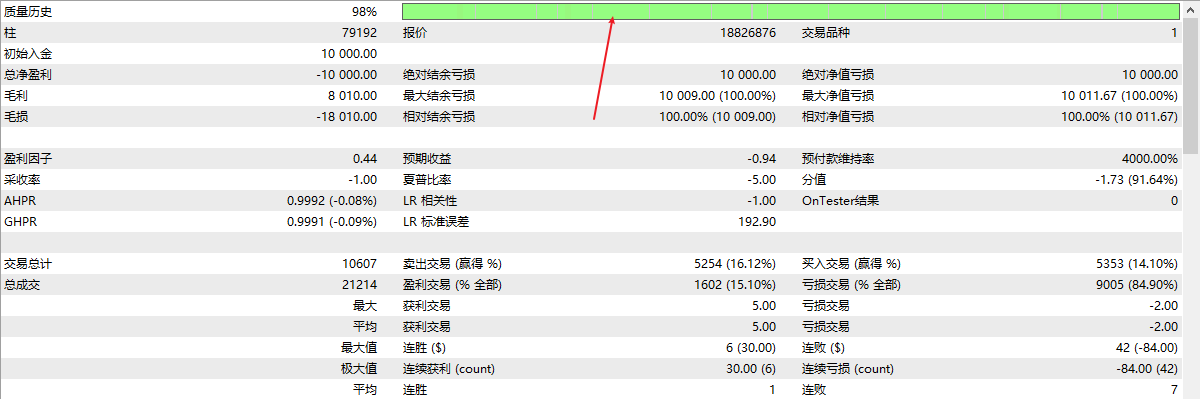 质量历史 98%
柱 79192 报价 18826876 交易品种 1
初始入金 10 000.00
总净盈利 -10 000.00 绝对结余亏损 10 000.00 绝对净值亏损 10 000.00
毛利 8 010.00 最大结余亏损 10 009.00 (100.00%) 最大净值亏损 10 011.67 (100.00%)
毛损 -18 010.00 相对结余亏损 100.00% (10 009.00) 相对净值亏损 100.00% (10 011.67)
盈利因子 0.44 预期收益 -0.94 预付款维持率 4000.00%
采收率 -1.00 夏普比率 -5.00 分值 -1.73 (91.64%)
AHPR 0.9992 (-0.08%) LR 相关性 -1.00 OnTester结果 0
GHPR 0.9991 (-0.09%) LR 标准误差 192.90
交易总计 10607 卖出交易 (赢得 %) 5254 (16.12%) 买入交易 (赢得 %) 5353 (14.10%)
总成交 21214 盈利交易 (% 全部) 1602 (15.10%) 亏损交易 (% 全部) 9005 (84.90%)
最大 获利交易 5.00 亏损交易 -2.00
平均 获利交易 5.00 亏损交易 -2.00
最大值 连胜 ($) 6 (30.00) 连败 ($) 42 (-84.00)
极大值 连续获利 (count) 30.00 (6) 连续亏损 (count) -84.00 (42)
平均 连胜 1 连败 7